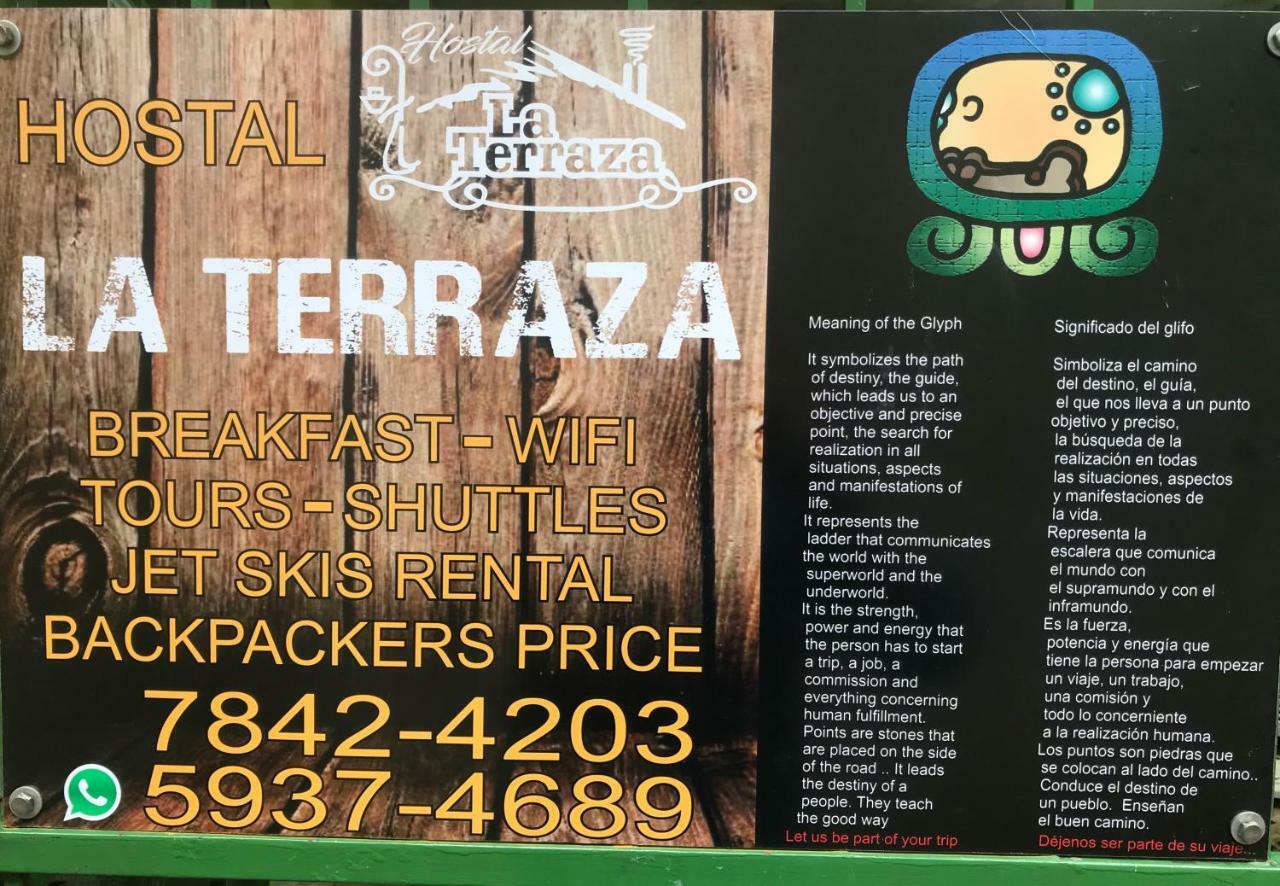 HOSTAL
Hostal
La
Terraza
LA TERRAZA
BREAKFAST - WIFI
TOURS - SHUTTLES
JET SKIS RENTAL
BACKPACKERS PRICE
7842-4203
5937-4689
Meaning of the Glyph
It symbolizes the path
of destiny, the guide,
which leads us to an
objective and precise
point, the search for
realization in all
situations, aspects
and manifestations of
life.
It represents the
ladder that communicates
the world with the
superworld and the
underworld.
It is the strength,
power and energy that
the person has to start
a trip, a job, a
commission and
everything concerning
human fulfillment.
Points are stones that
are placed on the side
of the road .. It leads
the destiny of a
people. They teach
the good way
Let us be part of your trip
Significado del glifo
Simboliza el camino
del destino, el guía,
el que nos lleva a un punto
objetivo y preciso,
la búsqueda de la
realización en todas
las situaciones, aspectos
y manifestaciones de
la vida.
Representa la
escalera que comunica
el mundo con
el supramundo y con el
inframundo.
Es la fuerza,
potencia y energía que
tiene la persona para empezar
un viaje, un trabajo,
una comisión y
todo lo concerniente
a la realización humana.
Los puntos son piedras que
se colocan al lado del camino..
Conduce el destino de
un pueblo. Enseñan
el buen camino.
Déjenos ser parte de su viaje...